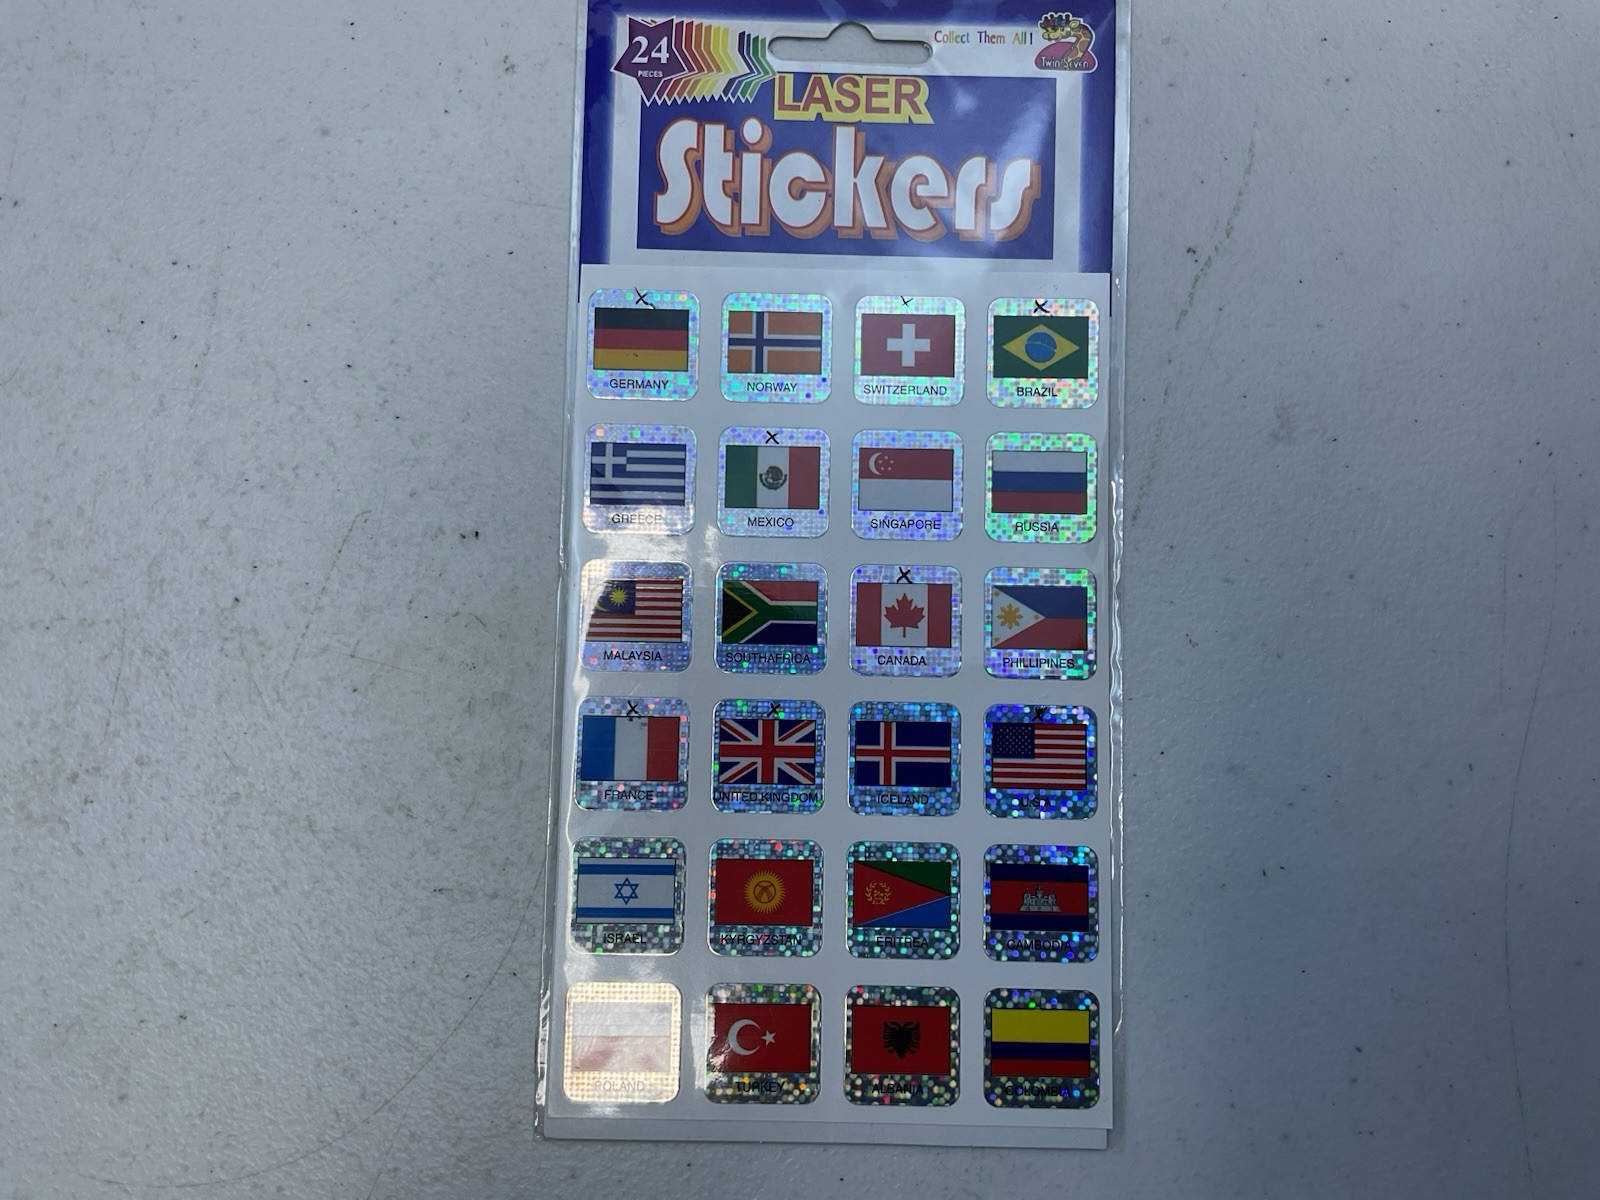 24
PIECES
Collect Them All!
Twin Seven
LASER
Stickers
GERMANY
NORWAY
SWITZERLAND
BRAZIL
GREECE
MEXICO
SINGAPORE
RUSSIA
MALAYSIA
SOUTHAFRICA
CANADA
PHILLIPINES
FRANCE
UNITED KINGDOM
ICELAND
U.S.A
ISRAEL
KYRGYZSTAN
ERITREA
CAMBODIA
POLAND
TURKEY
ALBANIA
COLOMBIA